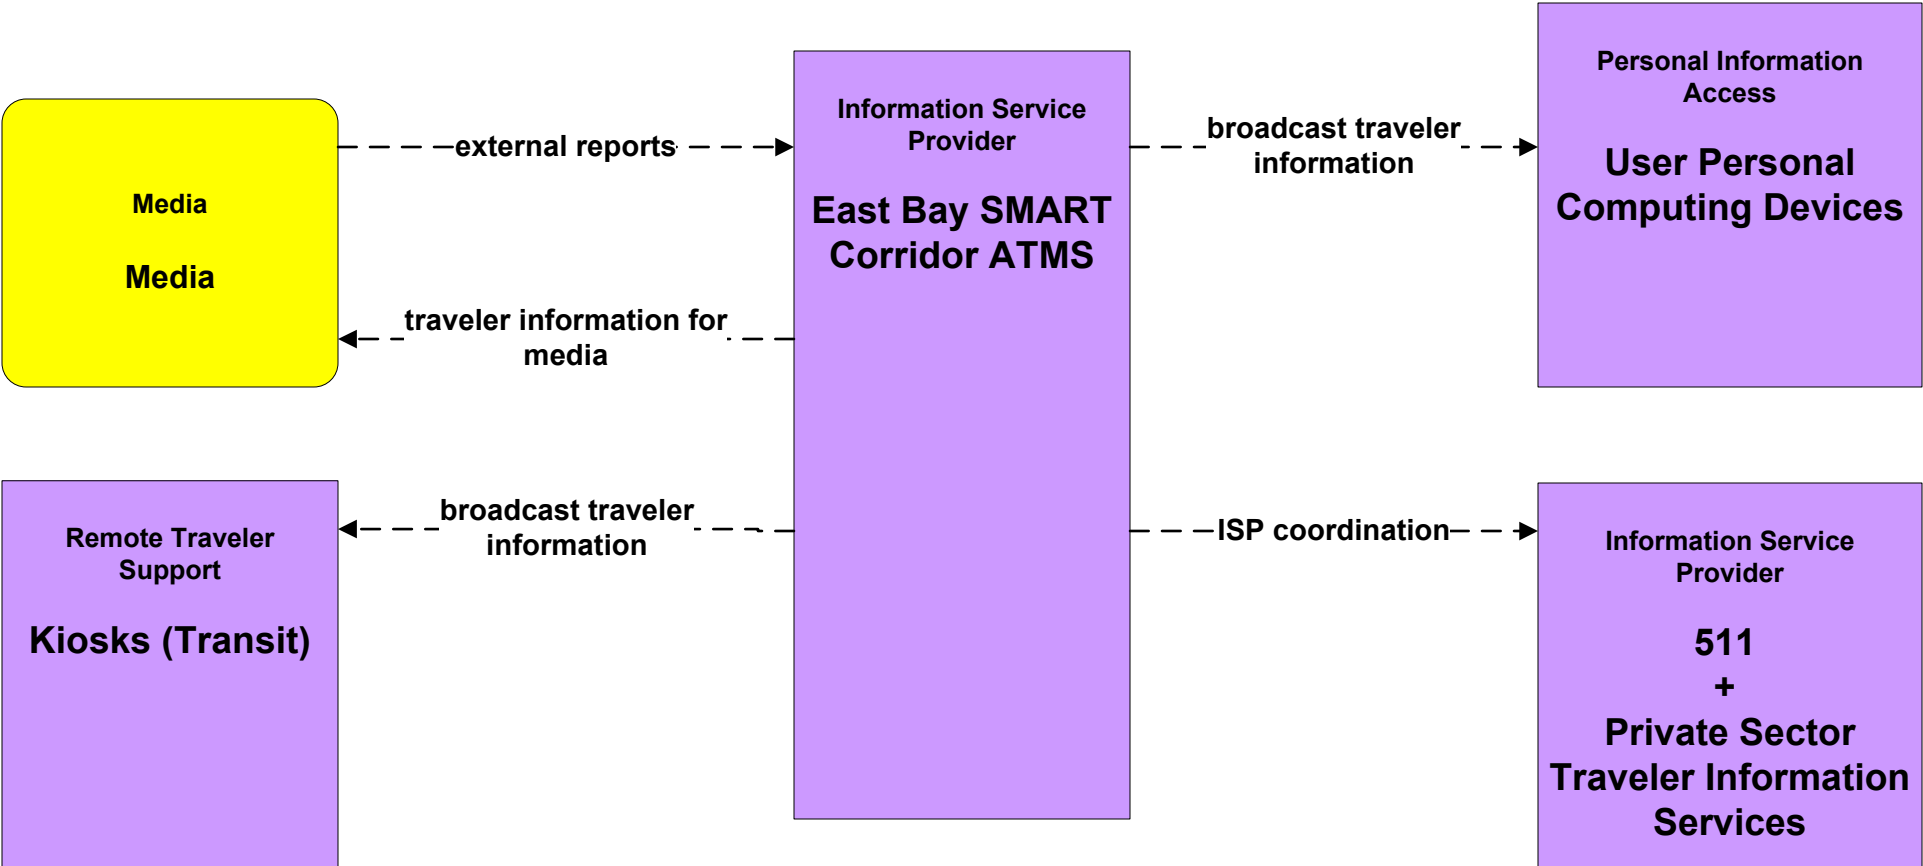 Media
Media
external reports
traveler information for
media
Information Service
Provider
East Bay SMART
Corridor ATMS
broadcast traveler
information
Personal Information
Access
User Personal
Computing Devices
Remote Traveler
Support
Kiosks (Transit)
broadcast traveler
information
ISP coordination
Information Service
Provider
511
+
Private Sector
Traveler Information
Services